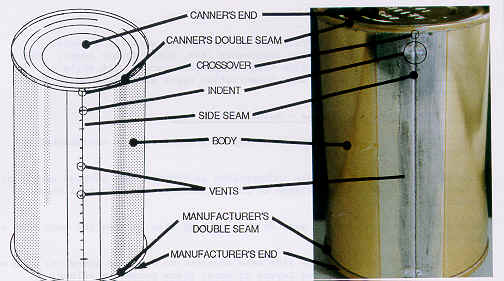 CANNER'S END
CANNER'S DOUBLE SEAM
CROSSOVER
INDENT
SIDE SEAM
BODY
VENTS
MANUFACTURER'S
DOUBLE SEAM
MANUFACTURER'S END